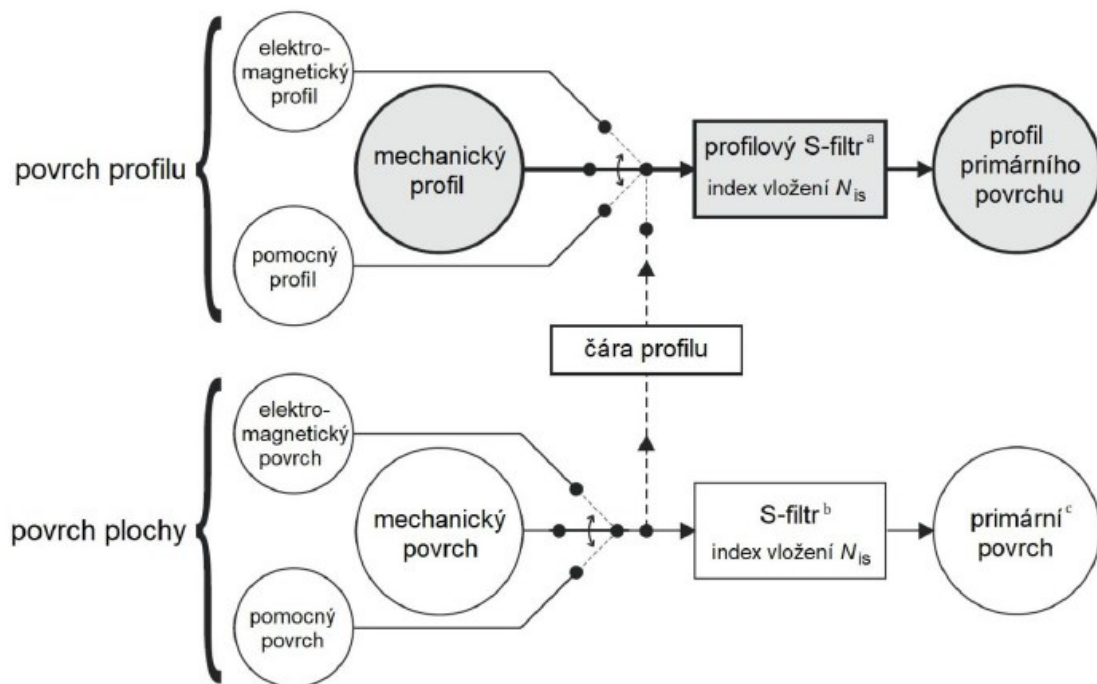 elektro-
magnetický
profil
povrch profilu
mechanický
profil
pomocný
profil
profilový S-filtr a
index vložení Nis
profil
primárního
povrchu
čára profilu
elektro-
magnetický
povrch
povrch plochy
mechanický
povrch
pomocný
povrch
S-filtr b
index vložení Nis
primární c
povrch